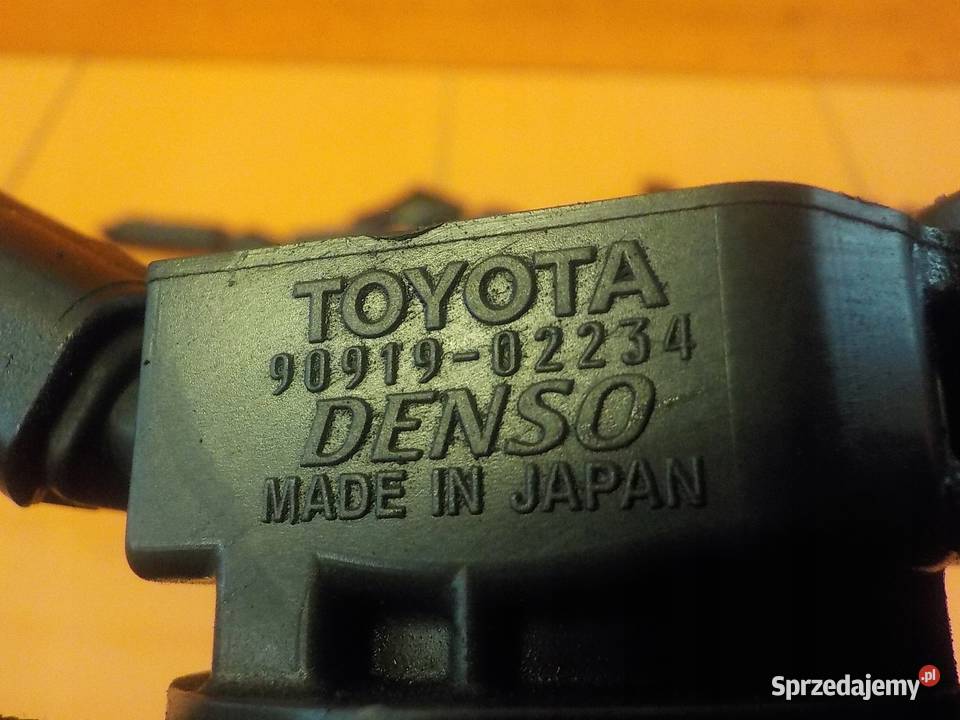 TOYOTA
90919-02234
DENSO
MADE IN JAPAN
Sprzedajemy.pl